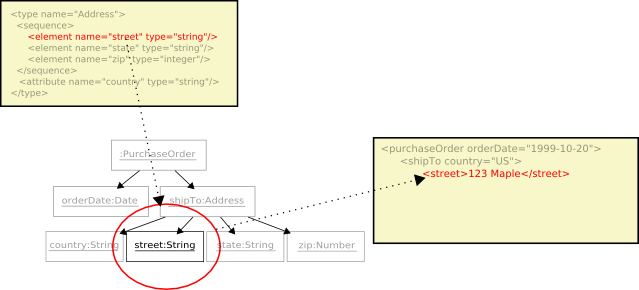 <type name="Address">
<sequence>
<element name="street" type="string"/>
<element name="state" type="string"/>
<element name="zip" type="integer"/>
</sequence>
<attribute name="country" type="string"/>
</type>
:PurchaseOrder
<purchaseOrder orderDate="1999-10-20">
<shipTo country="US">
<street>123 Maple</street>
orderDate:Date shipTo:Address
country:String street:String state:String zip:Number